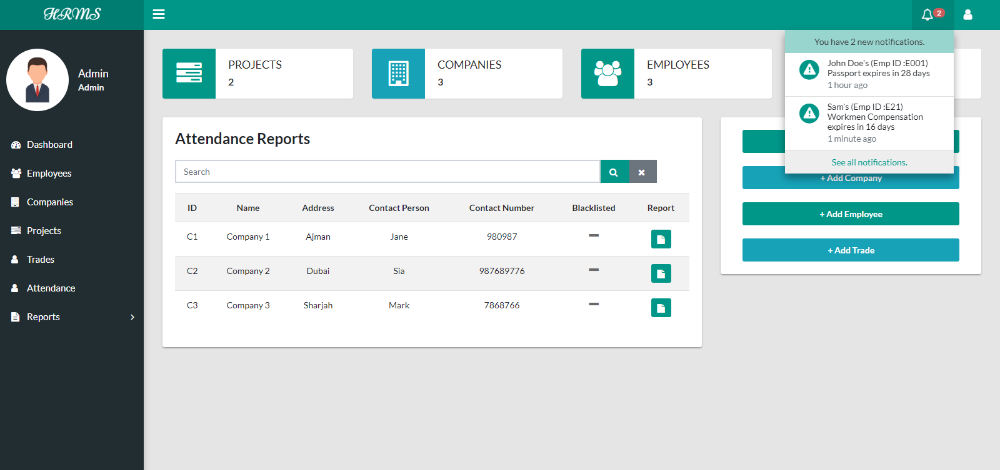 HRMS
2
Admin
Admin
Dashboard
Employees
Companies
Projects
Trades
Attendance
Reports
PROJECTS
2
COMPANIES
3
EMPLOYEES
3
You have 2 new notifications.
John Doe's (Emp ID :E001)
Passport expires in 28 days
1 hour ago
Sam's (Emp ID :E21)
Workmen Compensation
expires in 16 days
1 minute ago
See all notifications.
Attendance Reports
Search
ID Name Address Contact Person Contact Number Blacklisted Report
C1 Company 1 Ajman Jane 980987
C2 Company 2 Dubai Sia 987689776
C3 Company 3 Sharjah Mark 7868766
+ Add Company
+ Add Employee
+ Add Trade